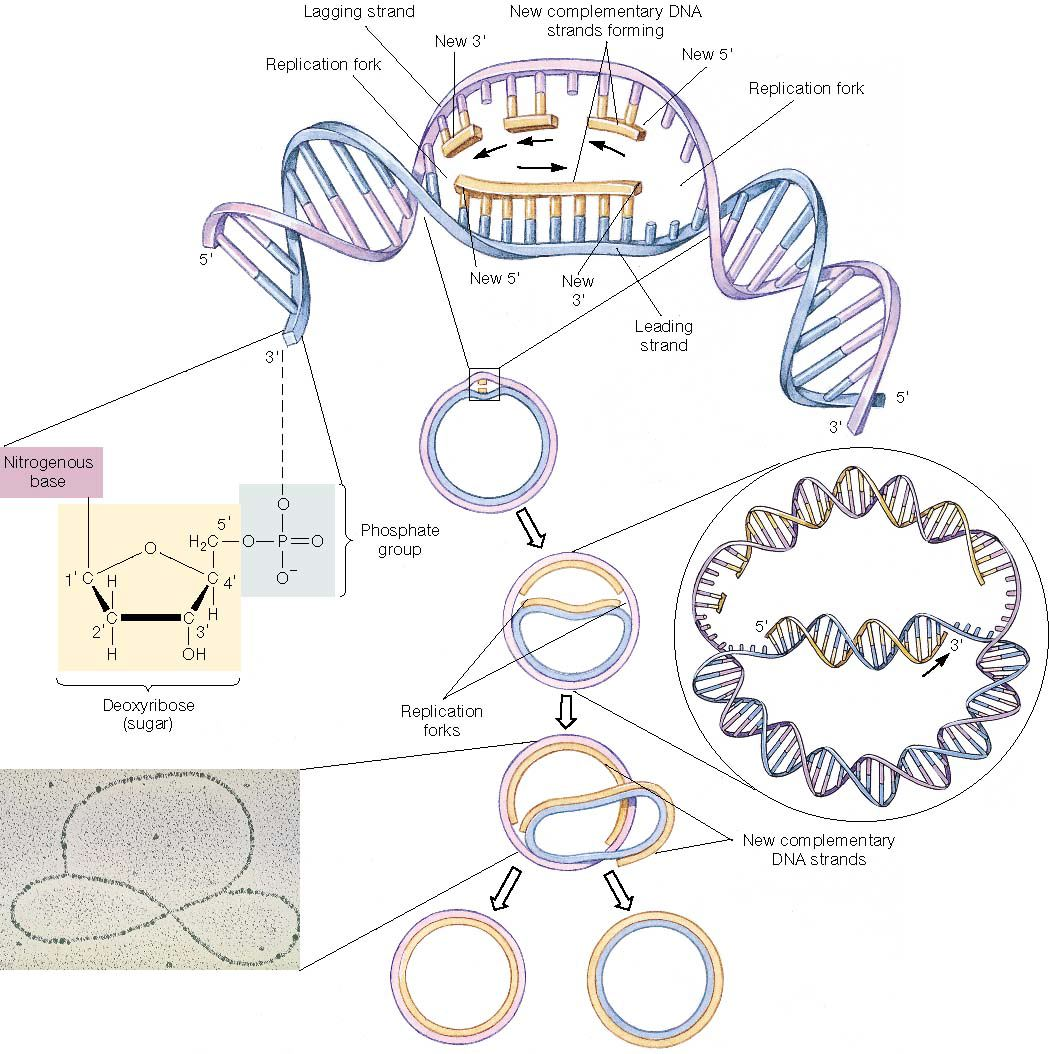 Lagging strand
New complementary DNA
strands forming
New 3'
New 5'
Replication fork
Replication fork
5'
New 5'
New
3'
Leading
strand
3'
5'
3'
Nitrogenous
base
O
5'
H₂C
O
P
O
O⁻
Phosphate
group
O
1'
C
H
C
4'
2'
C
C
3'
H
H
OH
Deoxyribose
(sugar)
5'
3'
Replication
forks
New complementary
DNA strands